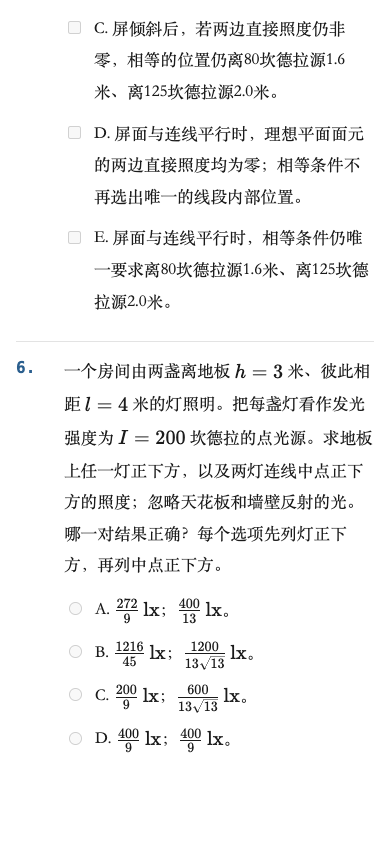 C. 屏倾斜后，若两边直接照度仍非
零，相等的位置仍离80坎德拉源1.6
米、离125坎德拉源2.0米。
D. 屏面与连线平行时，理想平面面元
的两边直接照度均为零；相等条件不
再选出唯一的线段内部位置。
E. 屏面与连线平行时，相等条件仍唯
一要求离80坎德拉源1.6米、离125坎德
拉源2.0米。
6. 一个房间由两盏离地板 h = 3 米、彼此相
距 l = 4 米的灯照明。把每盏灯看作发光
强度为 I = 200 坎德拉的点光源。求地板
上任一灯正下方，以及两灯连线中点正下
方的照度；忽略天花板和墙壁反射的光。
哪一对结果正确？每个选项先列灯正下
方，再列中点正下方。
A. 272/9 lx； 400/13 lx。
B. 1216/45 lx； 1200/13√13 lx。
C. 200/9 lx； 600/13√13 lx。
D. 400/9 lx； 400/9 lx。